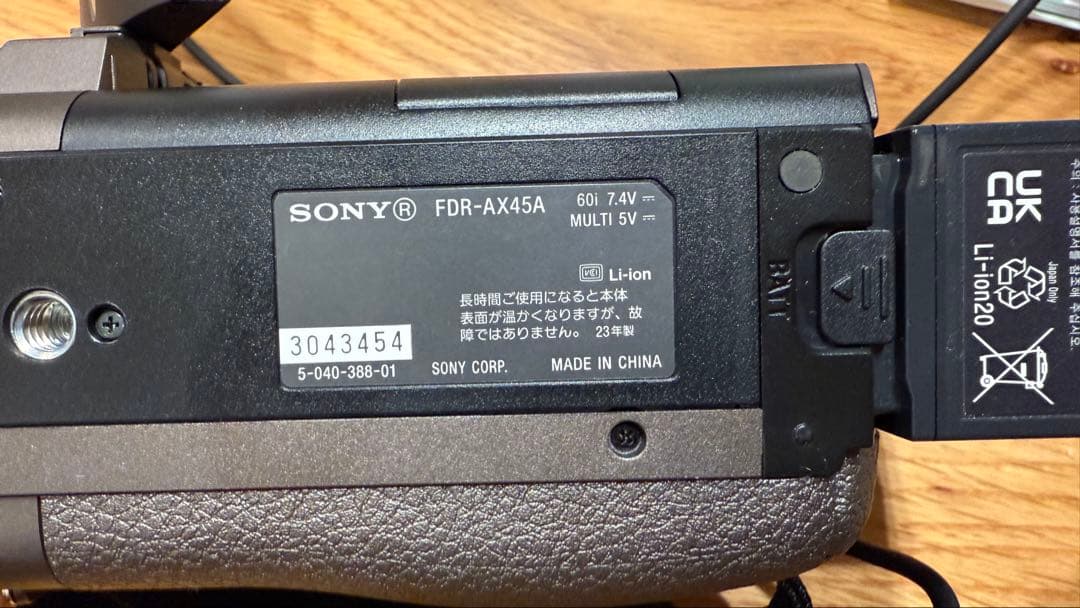 SONY® FDR-AX45A
60i 7.4V
MULTI 5V
VCCI Li-ion
長時間ご使用になると本体
表面が温かくなりますが、故
障ではありません。 23年製
3043454
5-040-388-01 SONY CORP. MADE IN CHINA
BATT
UK
CA
Li-ion20
Japan Only